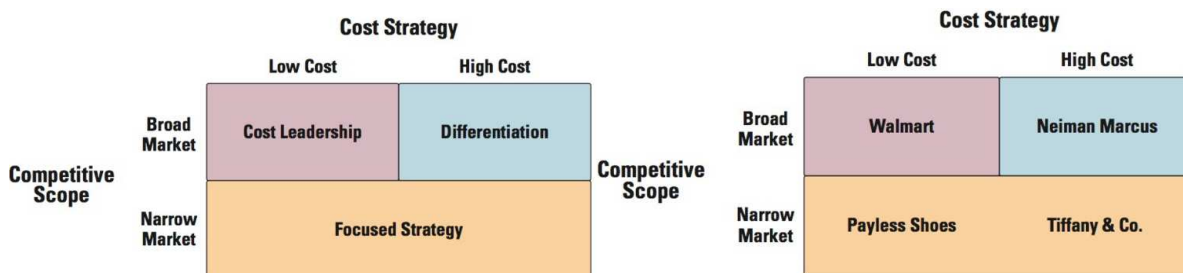 Cost Strategy
Low Cost High Cost
Broad
Market
Cost Leadership
Differentiation
Competitive
Scope
Narrow
Market
Focused Strategy
Cost Strategy
Low Cost High Cost
Broad
Market
Walmart
Neiman Marcus
Competitive
Scope
Narrow
Market
Payless Shoes
Tiffany & Co.